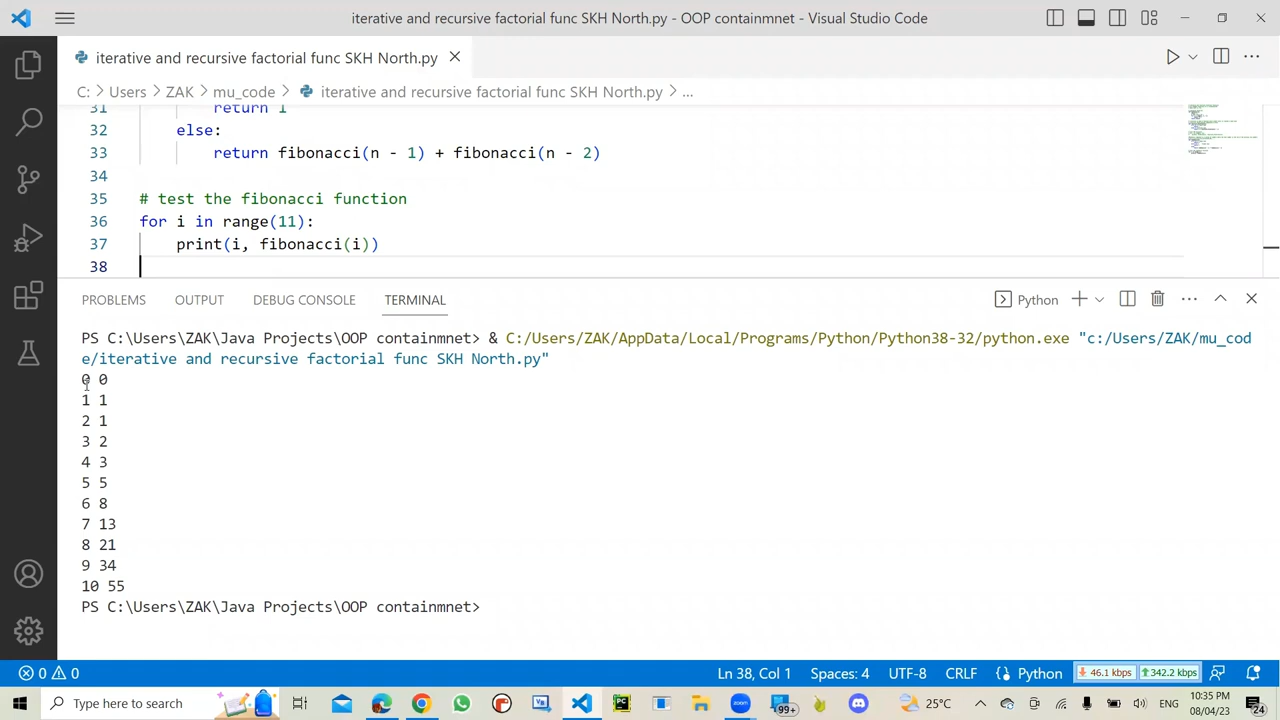 iterative and recursive factorial func SKH North.py - OOP containmnet - Visual Studio Code
iterative and recursive factorial func SKH North.py
C: > Users > ZAK > mu_code > iterative and recursive factorial func SKH North.py > ...
31 return 1
32 else:
33 return fibonacci(n - 1) + fibonacci(n - 2)
34
35 # test the fibonacci function
36 for i in range(11):
37 print(i, fibonacci(i))
38
PROBLEMS OUTPUT DEBUG CONSOLE TERMINAL Python
PS C:\Users\ZAK\Java Projects\OOP containmnet> & C:/Users/ZAK/AppData/Local/Programs/Python/Python38-32/python.exe "c:/Users/ZAK/mu_cod
e/iterative and recursive factorial func SKH North.py"
0 0
1 1
2 1
3 2
4 3
5 5
6 8
7 13
8 21
9 34
10 55
PS C:\Users\ZAK\Java Projects\OOP containmnet>
0 0 Ln 38, Col 1 Spaces: 4 UTF-8 CRLF Python 46.1 kbps 342.2 kbps
Type here to search PC zoom 99+ 25°C ENG 10:35 PM
08/04/23 24